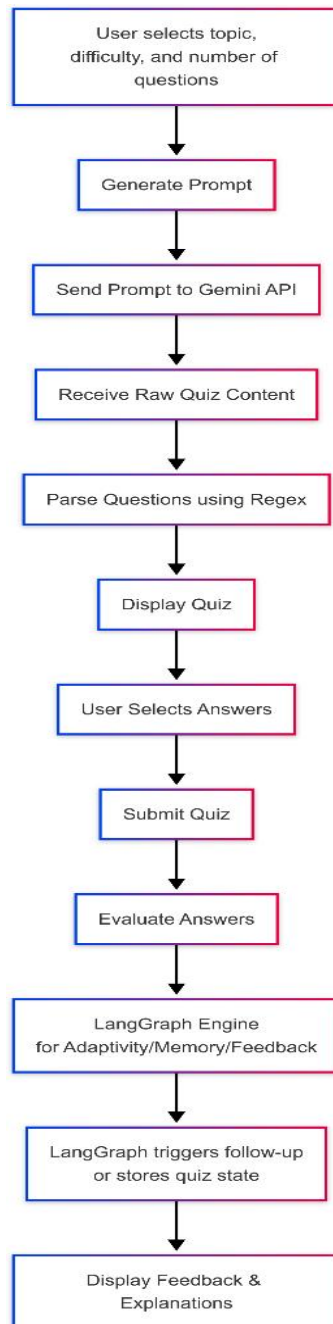 User selects topic,
difficulty, and number of
questions
Generate Prompt
Send Prompt to Gemini API
Receive Raw Quiz Content
Parse Questions using Regex
Display Quiz
User Selects Answers
Submit Quiz
Evaluate Answers
LangGraph Engine
for Adaptivity/Memory/Feedback
LangGraph triggers follow-up
or stores quiz state
Display Feedback &
Explanations